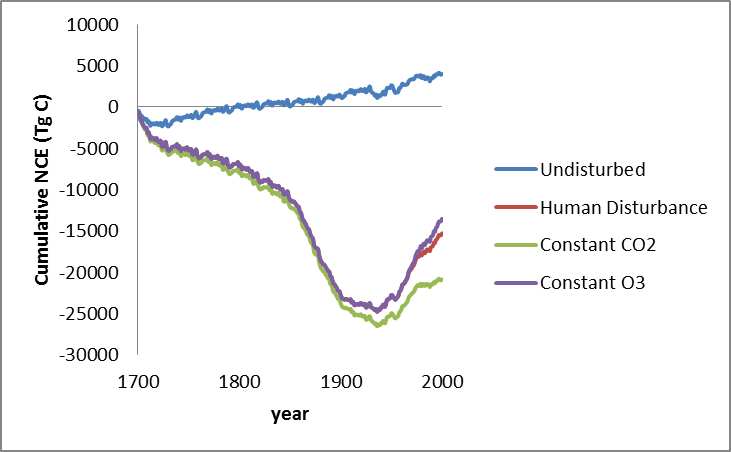 10000
5000
0
-5000
-10000
-15000
-20000
-25000
-30000
Cumulative NCE (Tg C)
1700 1800 1900 2000
year
Undisturbed
Human Disturbance
Constant CO2
Constant O3